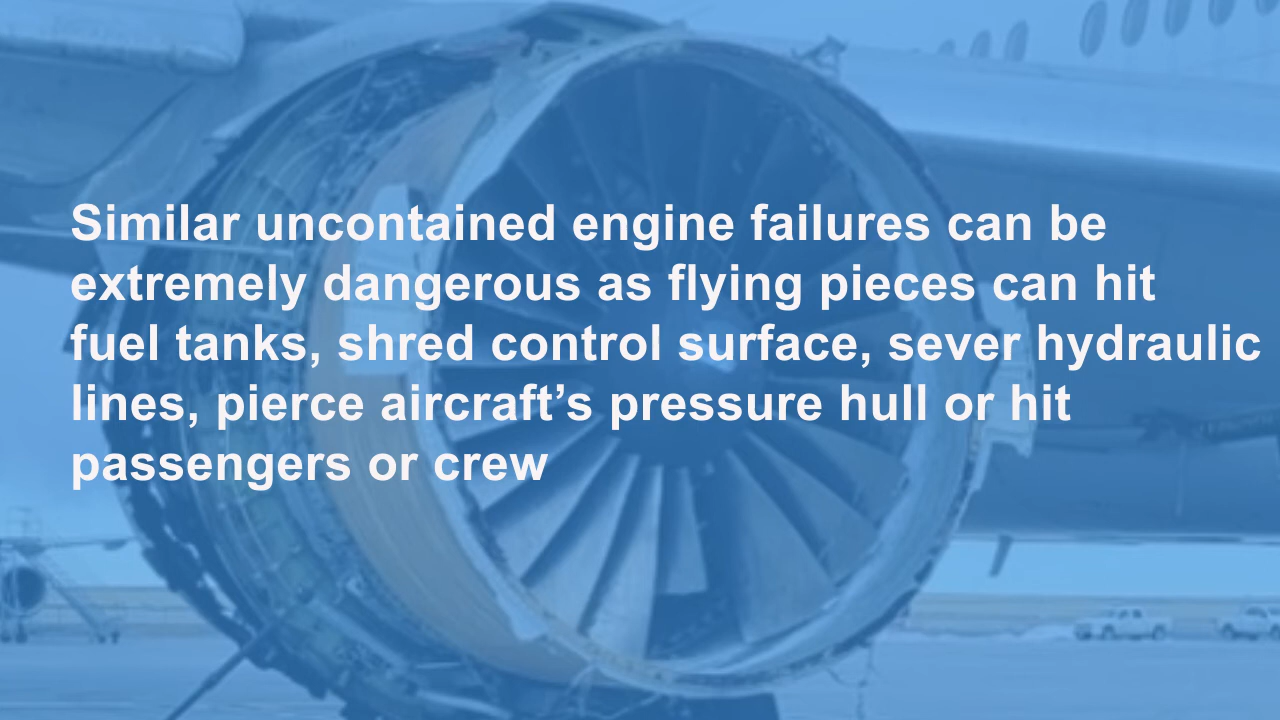 Similar uncontained engine failures can be
extremely dangerous as flying pieces can hit
fuel tanks, shred control surface, sever hydraulic
lines, pierce aircraft’s pressure hull or hit
passengers or crew